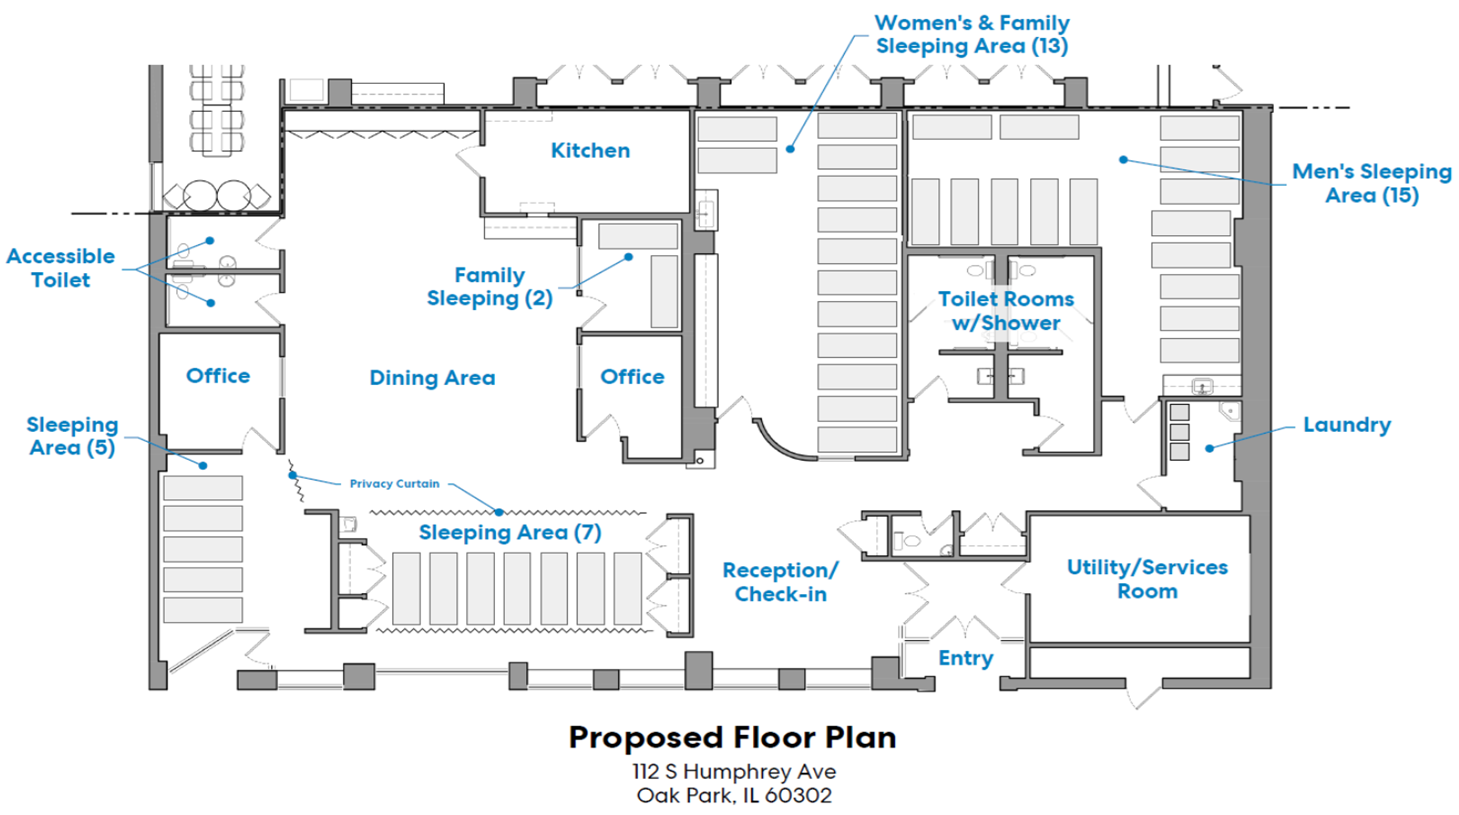 Women's & Family
Sleeping Area (13)
Kitchen
Men's Sleeping
Area (15)
Accessible
Toilet
Family
Sleeping (2)
Toilet Rooms
w/Shower
Office
Dining Area
Office
Sleeping
Area (5)
Laundry
Privacy Curtain
Sleeping Area (7)
Reception/
Check-in
Utility/Services
Room
Entry
Proposed Floor Plan
112 S Humphrey Ave
Oak Park, IL 60302